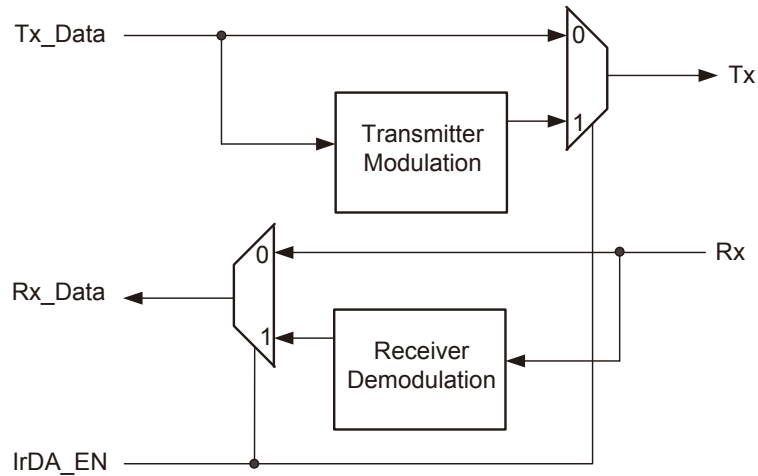 Tx_Data
0
Tx
1
Transmitter
Modulation
0
Rx
Rx_Data
1
Receiver
Demodulation
IrDA_EN